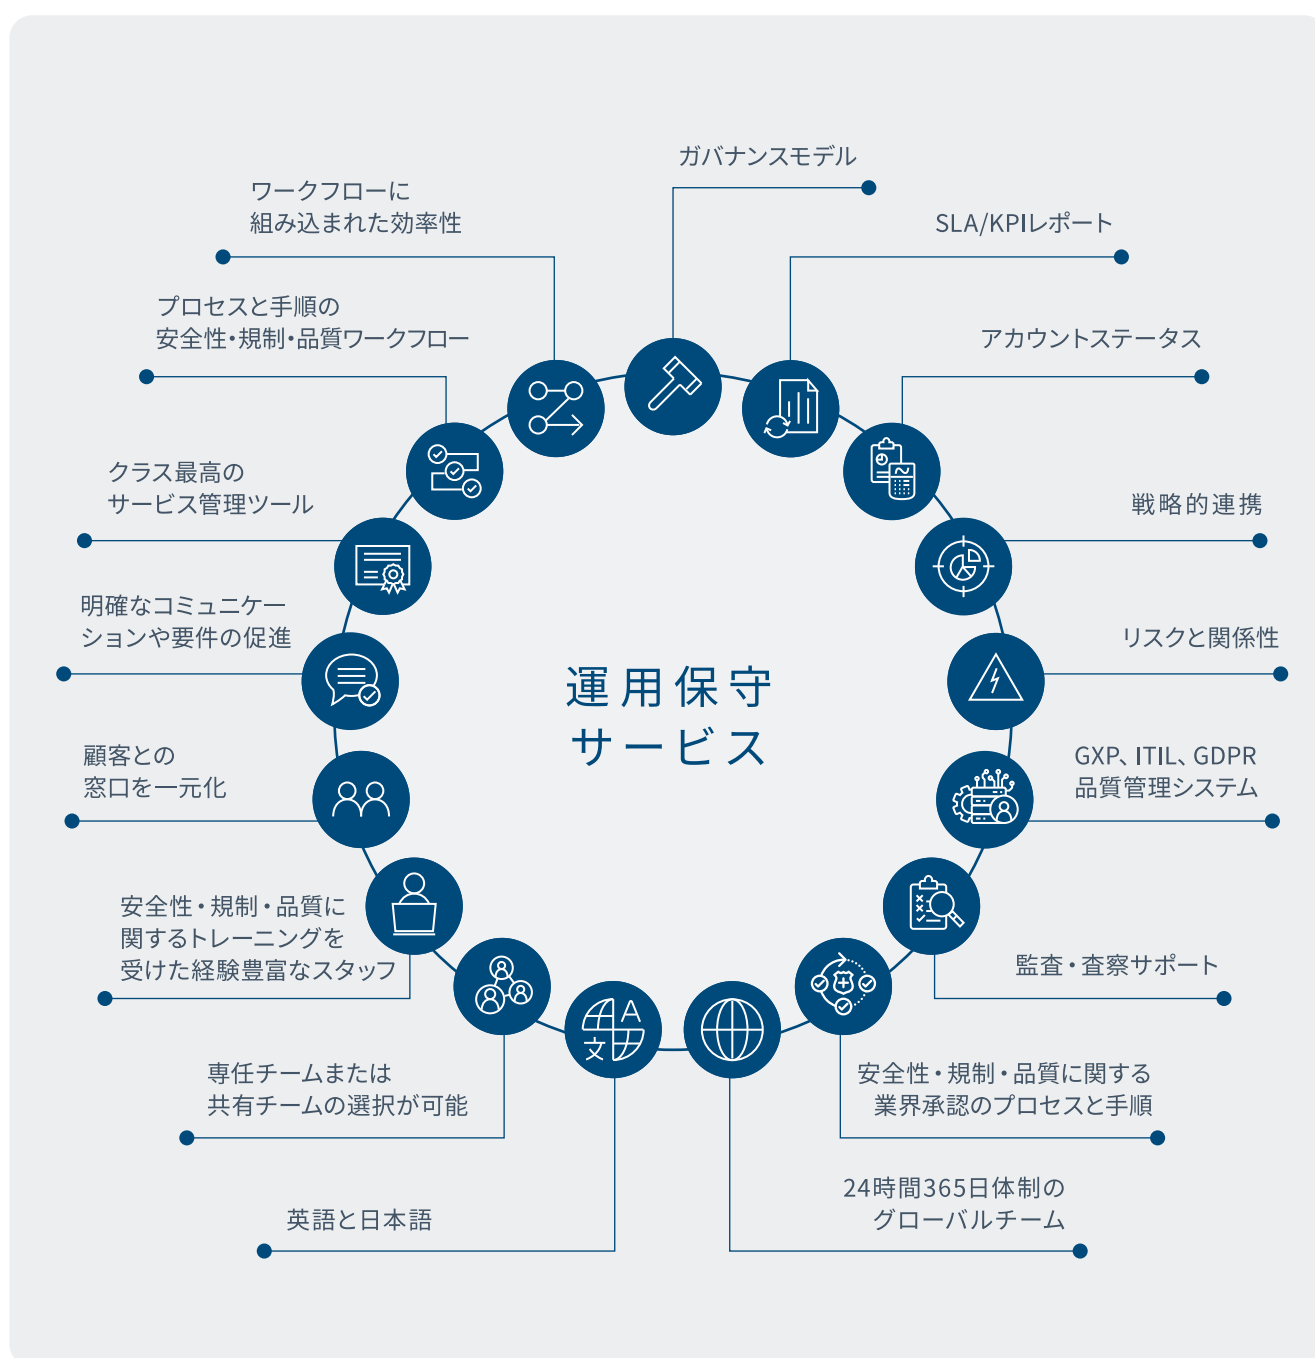 ガバナンスモデル
SLA/KPIレポート
アカウントステータス
戦略的連携
リスクと関係性
GXP、ITIL、GDPR
品質管理システム
監査・査察サポート
安全性・規制・品質に関する
業界承認のプロセスと手順
24時間365日体制の
グローバルチーム
英語と日本語
専任チームまたは
共有チームの選択が可能
安全性・規制・品質に
関するトレーニングを
受けた経験豊富なスタッフ
顧客との
窓口を一元化
明確なコミュニケー
ションや要件の促進
クラス最高の
サービス管理ツール
プロセスと手順の
安全性・規制・品質ワークフロー
ワークフローに
組み込まれた効率性
運用保守
サービス
A
文